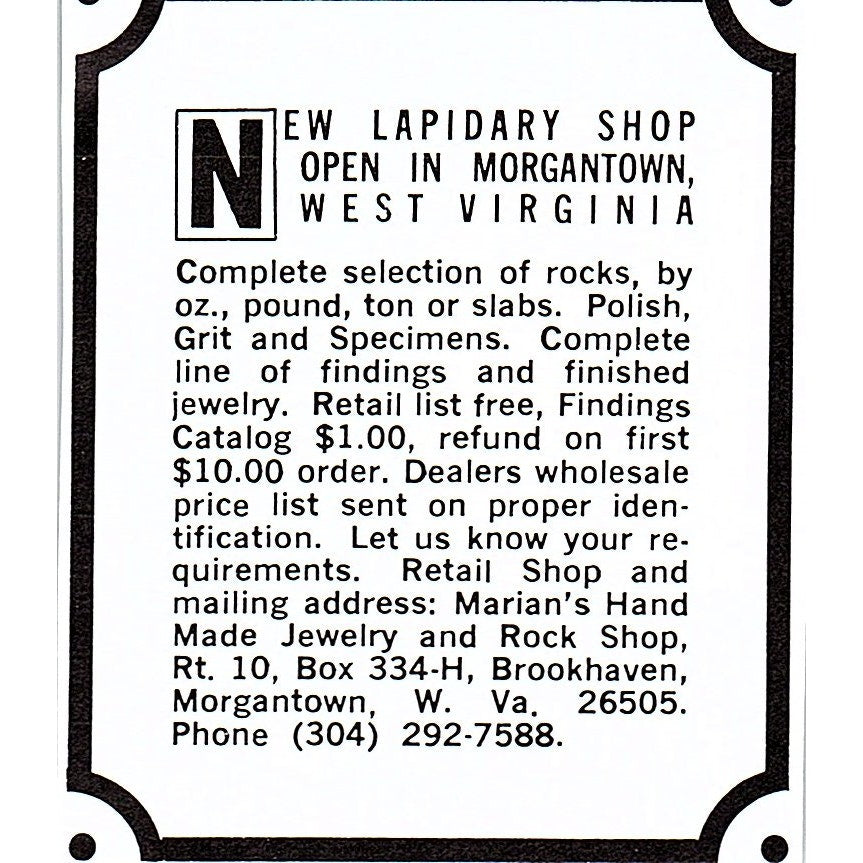 NEW LAPIDARY SHOP
OPEN IN MORGANTOWN,
WEST VIRGINIA
Complete selection of rocks, by
oz., pound, ton or slabs. Polish,
Grit and Specimens. Complete
line of findings and finished
jewelry. Retail list free, Findings
Catalog $1.00, refund on first
$10.00 order. Dealers wholesale
price list sent on proper iden-
tification. Let us know your re-
quirements. Retail Shop and
mailing address: Marian's Hand
Made Jewelry and Rock Shop,
Rt. 10, Box 334-H, Brookhaven,
Morgantown, W. Va. 26505.
Phone (304) 292-7588.